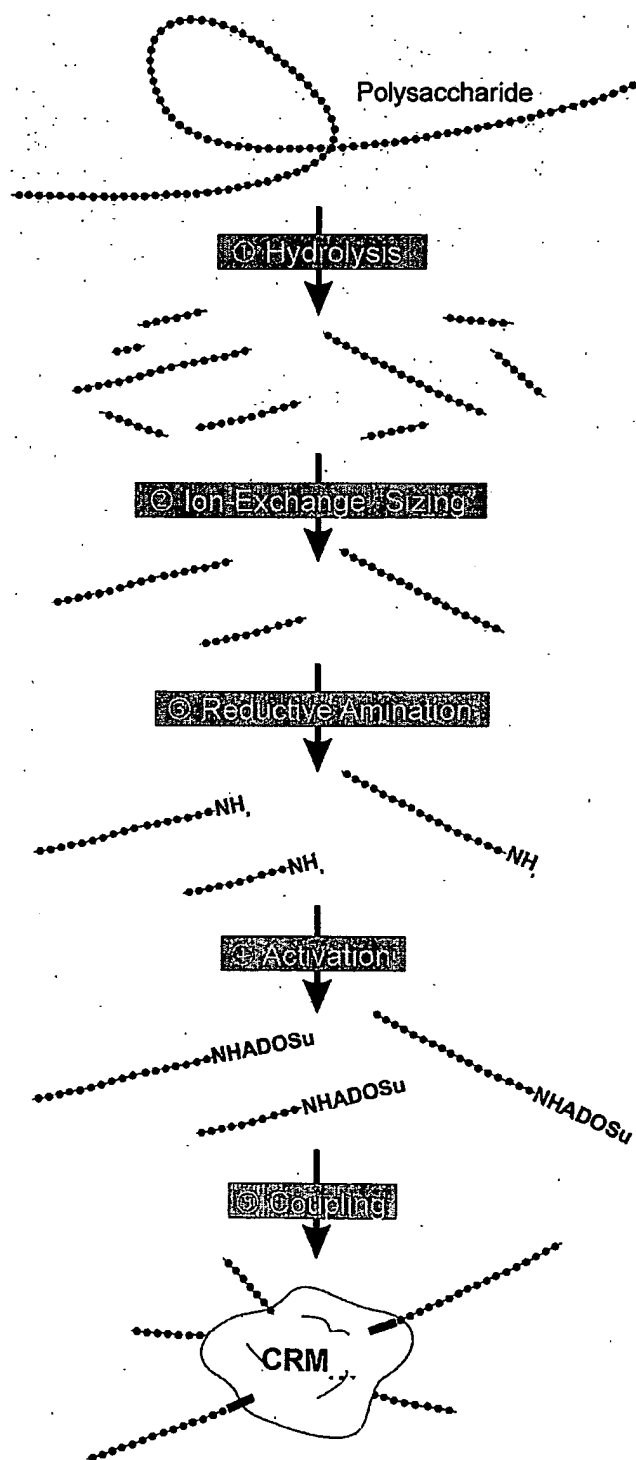 Polysaccharide
① Hydrolysis
② Ion-Exchange "Sizing"
③ Reductive Amination
NH,
NH,
NH,
④ Activation
NHADOSu
NHADOSu
NHADOSu
⑤ Coupling
CRM